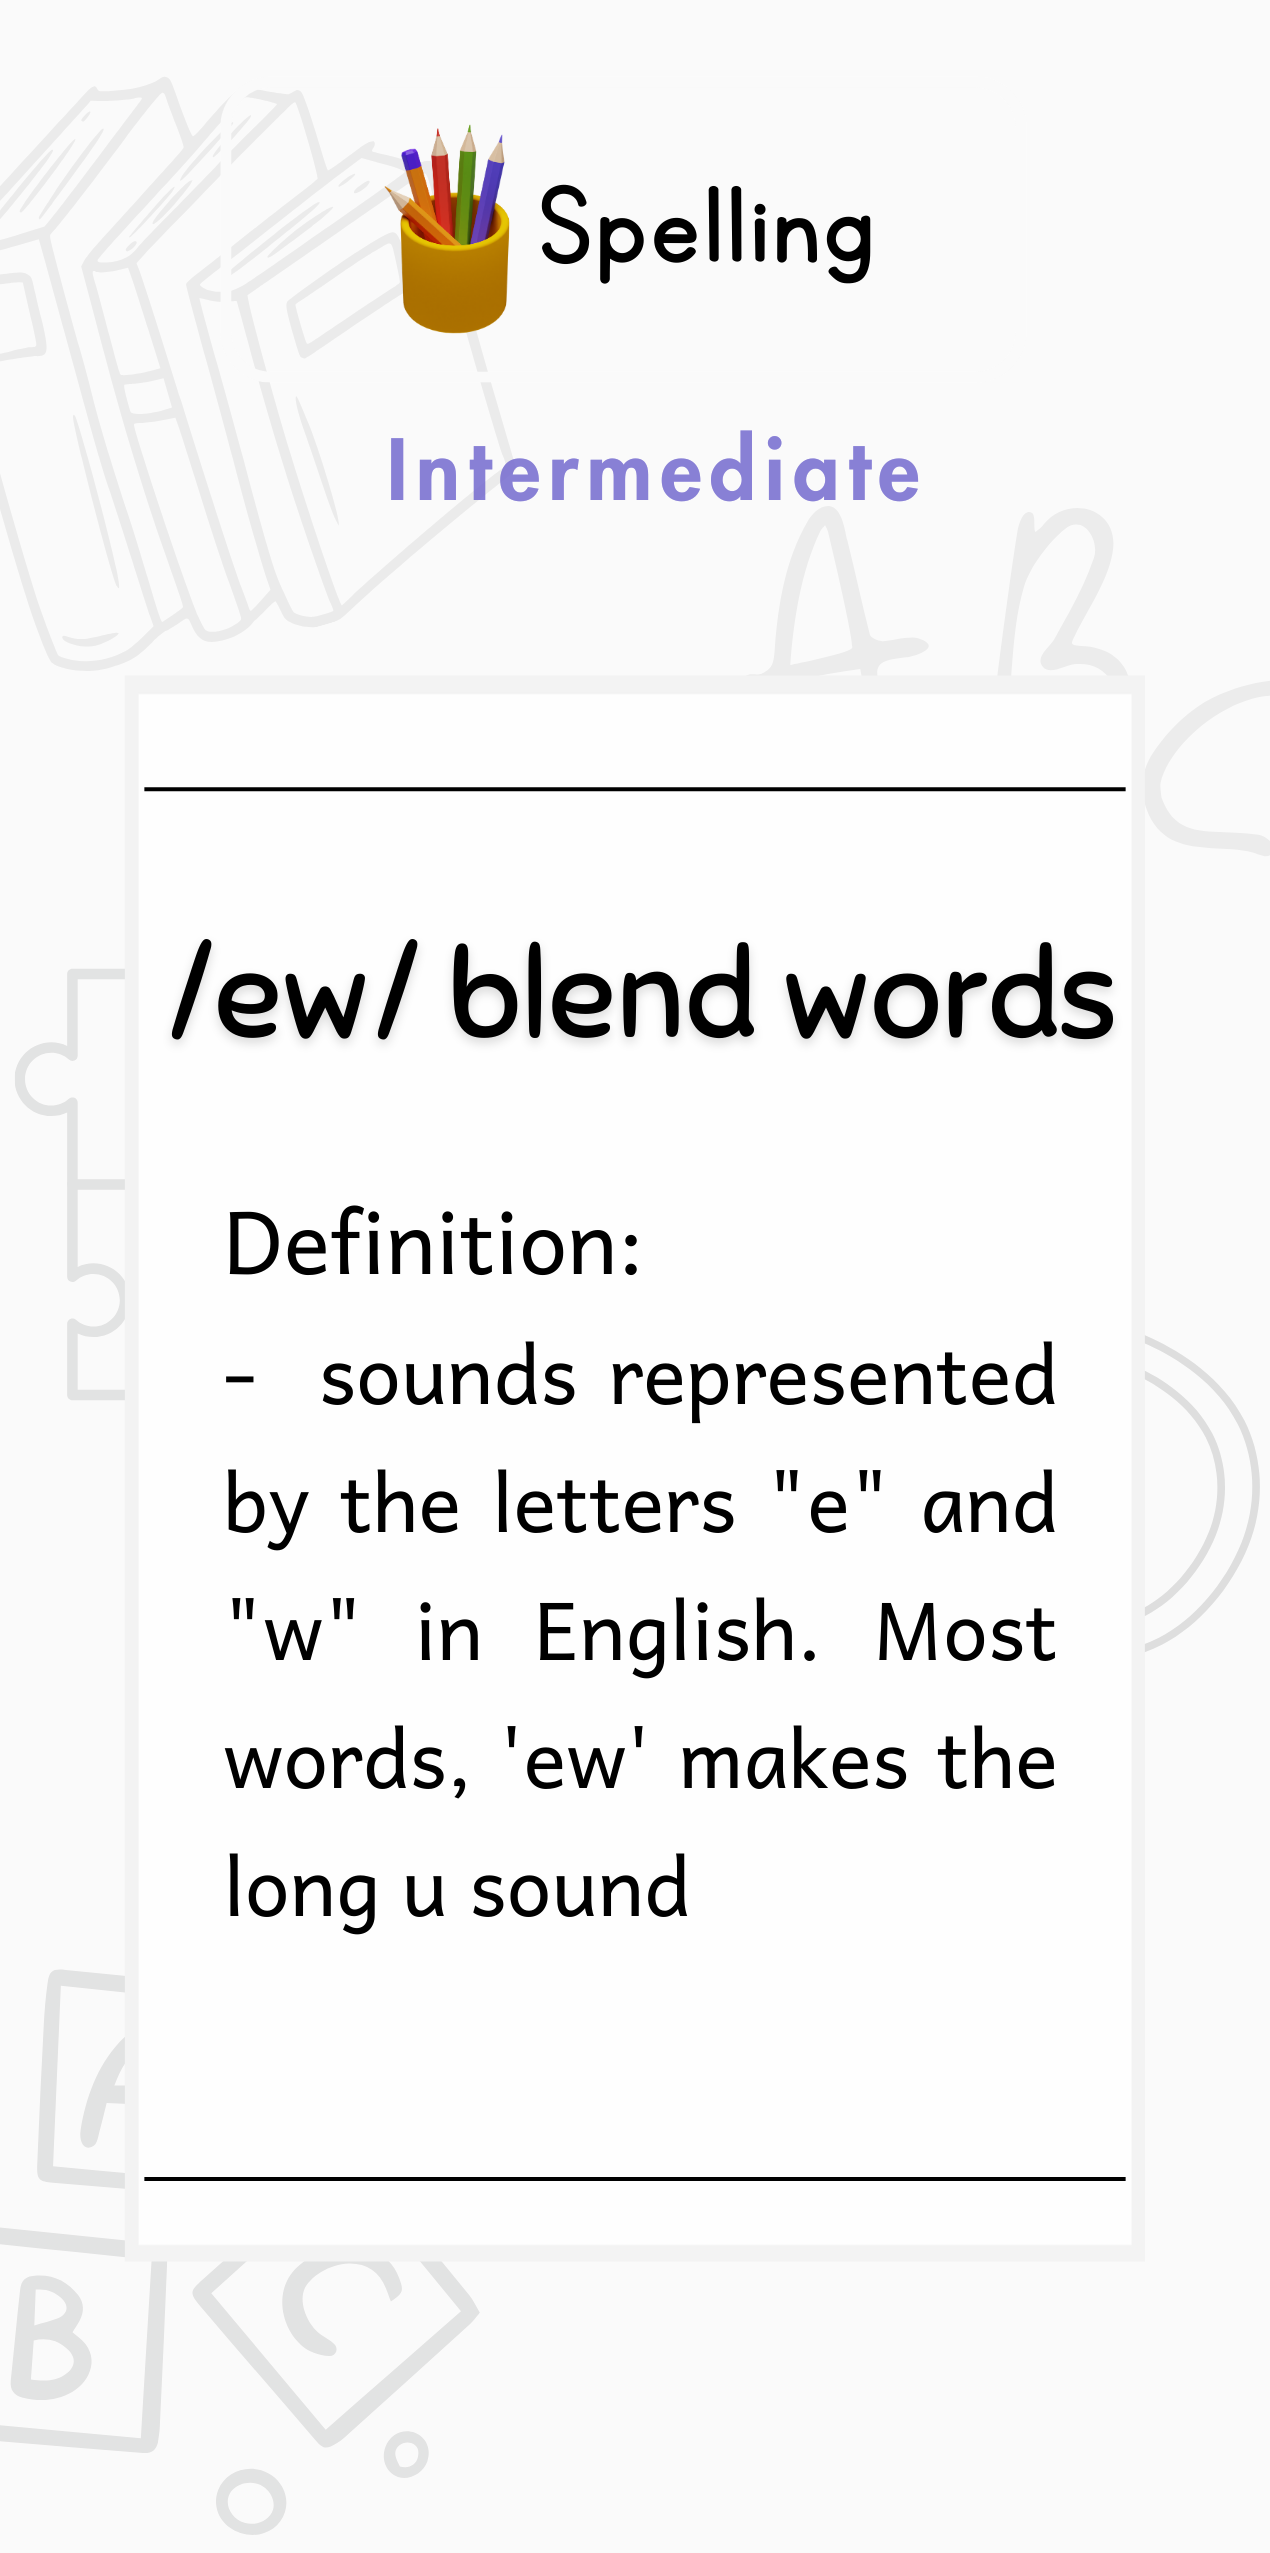 Spelling
Intermediate
A B
/ew/ blend words
Definition:
- sounds represented
by the letters "e" and
"w" in English. Most
words, 'ew' makes the
long u sound
A
B C